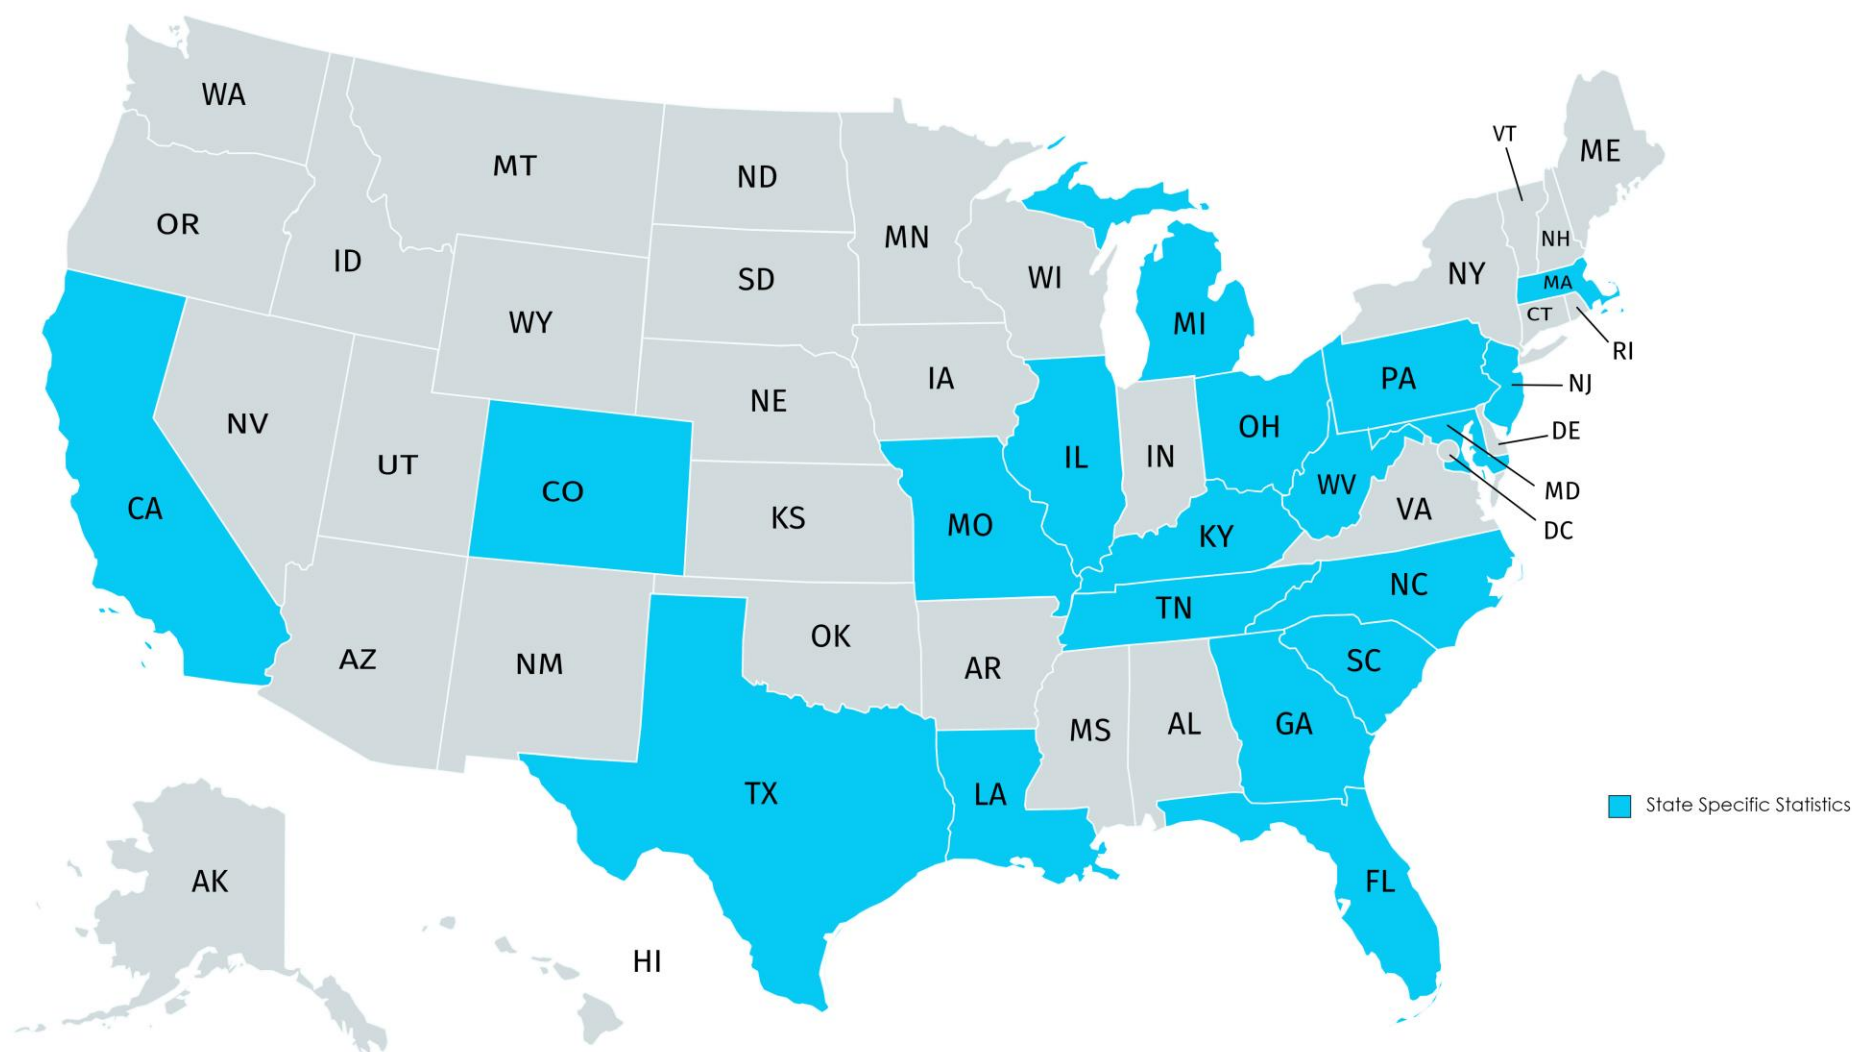 WA
MT
ND
MN
VT
ME
OR
ID
SD
WI
NY
NH
MA
CT
RI
WY
MI
IA
PA
NJ
NE
NV
UT
CO
IL
IN
OH
DE
WV
MD
VA
DC
CA
KS
MO
KY
NC
TN
AZ
NM
OK
AR
SC
MS
AL
GA
TX
LA
State Specific Statistics
FL
AK
HI